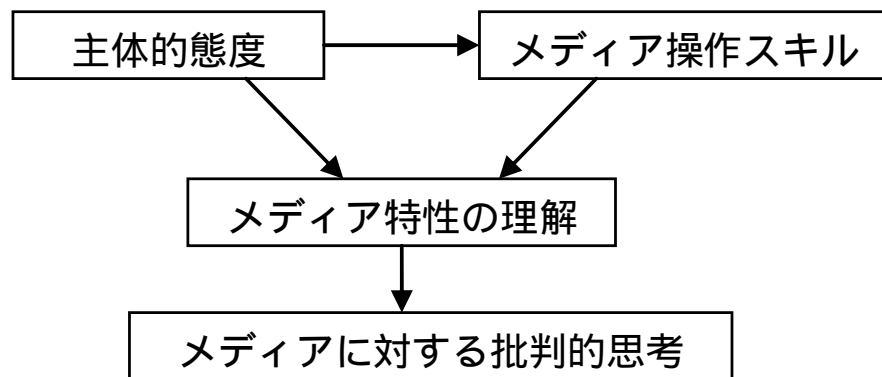 主体的態度
メディア操作スキル
メディア特性の理解
メディアに対する批判的思考